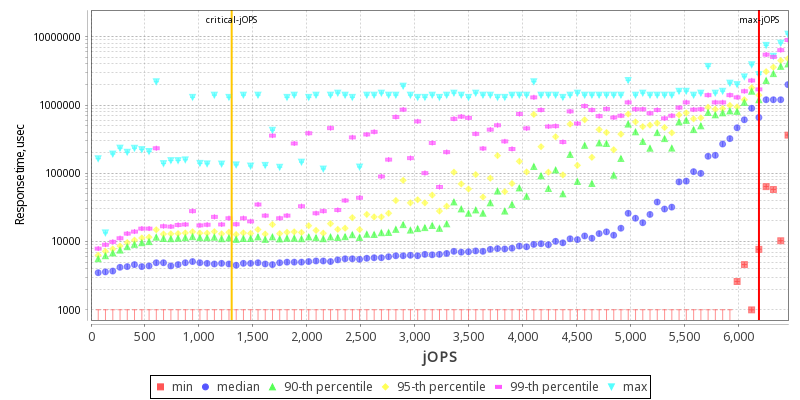 critical-jOPS max-jOPS
10000000
1000000
100000
10000
1000
Response time, usec
0 500 1,000 1,500 2,000 2,500 3,000 3,500 4,000 4,500 5,000 5,500 6,000
jOPS
min median 90-th percentile 95-th percentile 99-th percentile max